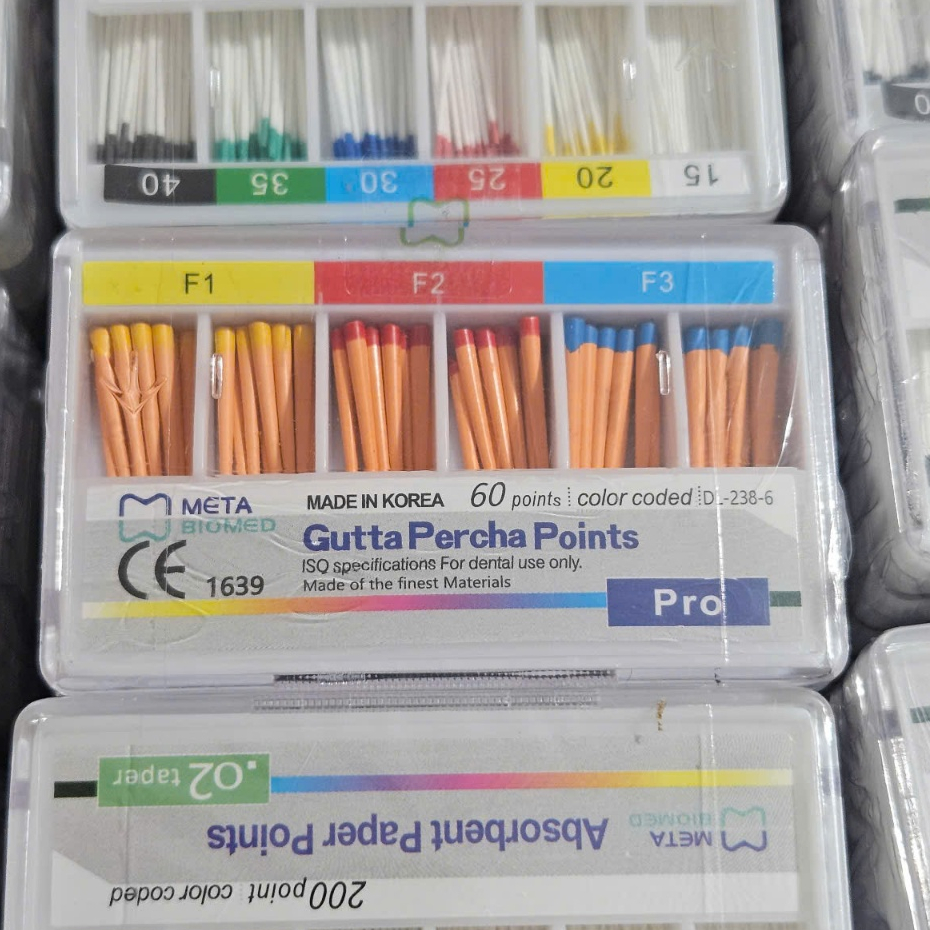 40 35 30 25 20 15
F1 F2 F3
META
BIOMED
MADE IN KOREA 60 points color coded DL-238-6
Gutta Percha Points
ISO specifications For dental use only.
Made of the finest Materials
CE 1639
Pro
.02 taper
META
BIOMED
Absorbent Paper Points
200 point color coded